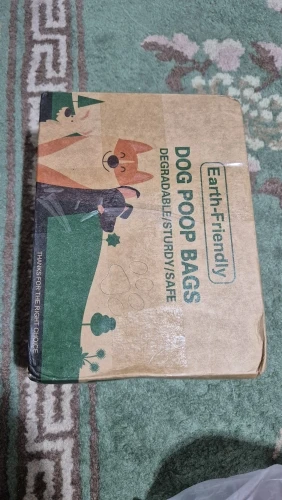 Earth-Friendly
DOG POOP BAGS
DEGRADABLE/STURDY/SAFE
THANKS FOR THE RIGHT CHOICE